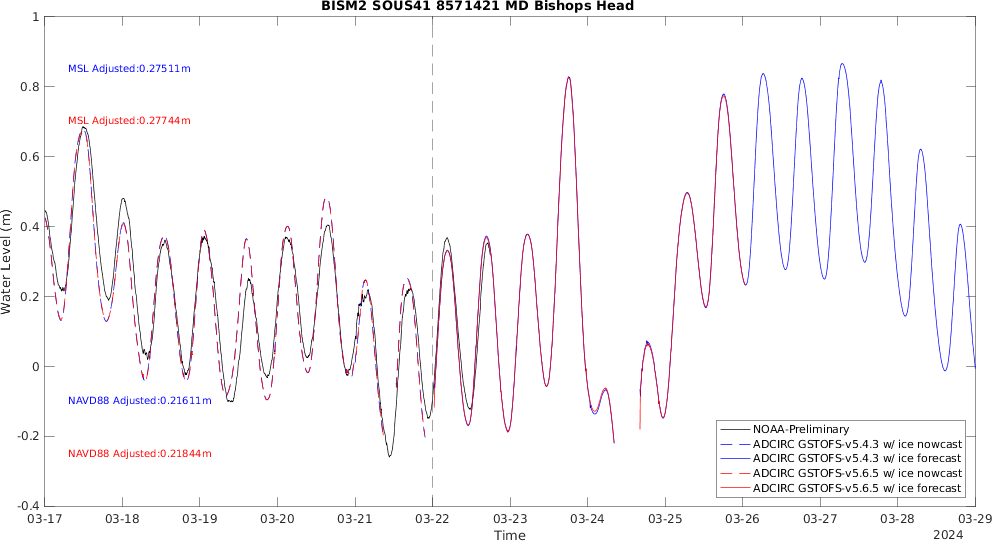 BISM2 SOUS41 8571421 MD Bishops Head
1
0.8
0.6
0.4
0.2
0
-0.2
-0.4
Water Level (m)
MSL Adjusted:0.27511m
MSL Adjusted:0.27744m
NAVD88 Adjusted:0.21611m
NAVD88 Adjusted:0.21844m
NOAA-Preliminary
ADCIRC GSTOFS-v5.4.3 w/ ice nowcast
ADCIRC GSTOFS-v5.4.3 w/ ice forecast
ADCIRC GSTOFS-v5.6.5 w/ ice nowcast
ADCIRC GSTOFS-v5.6.5 w/ ice forecast
03-17 03-18 03-19 03-20 03-21 03-22 03-23 03-24 03-25 03-26 03-27 03-28 03-29
Time
2024